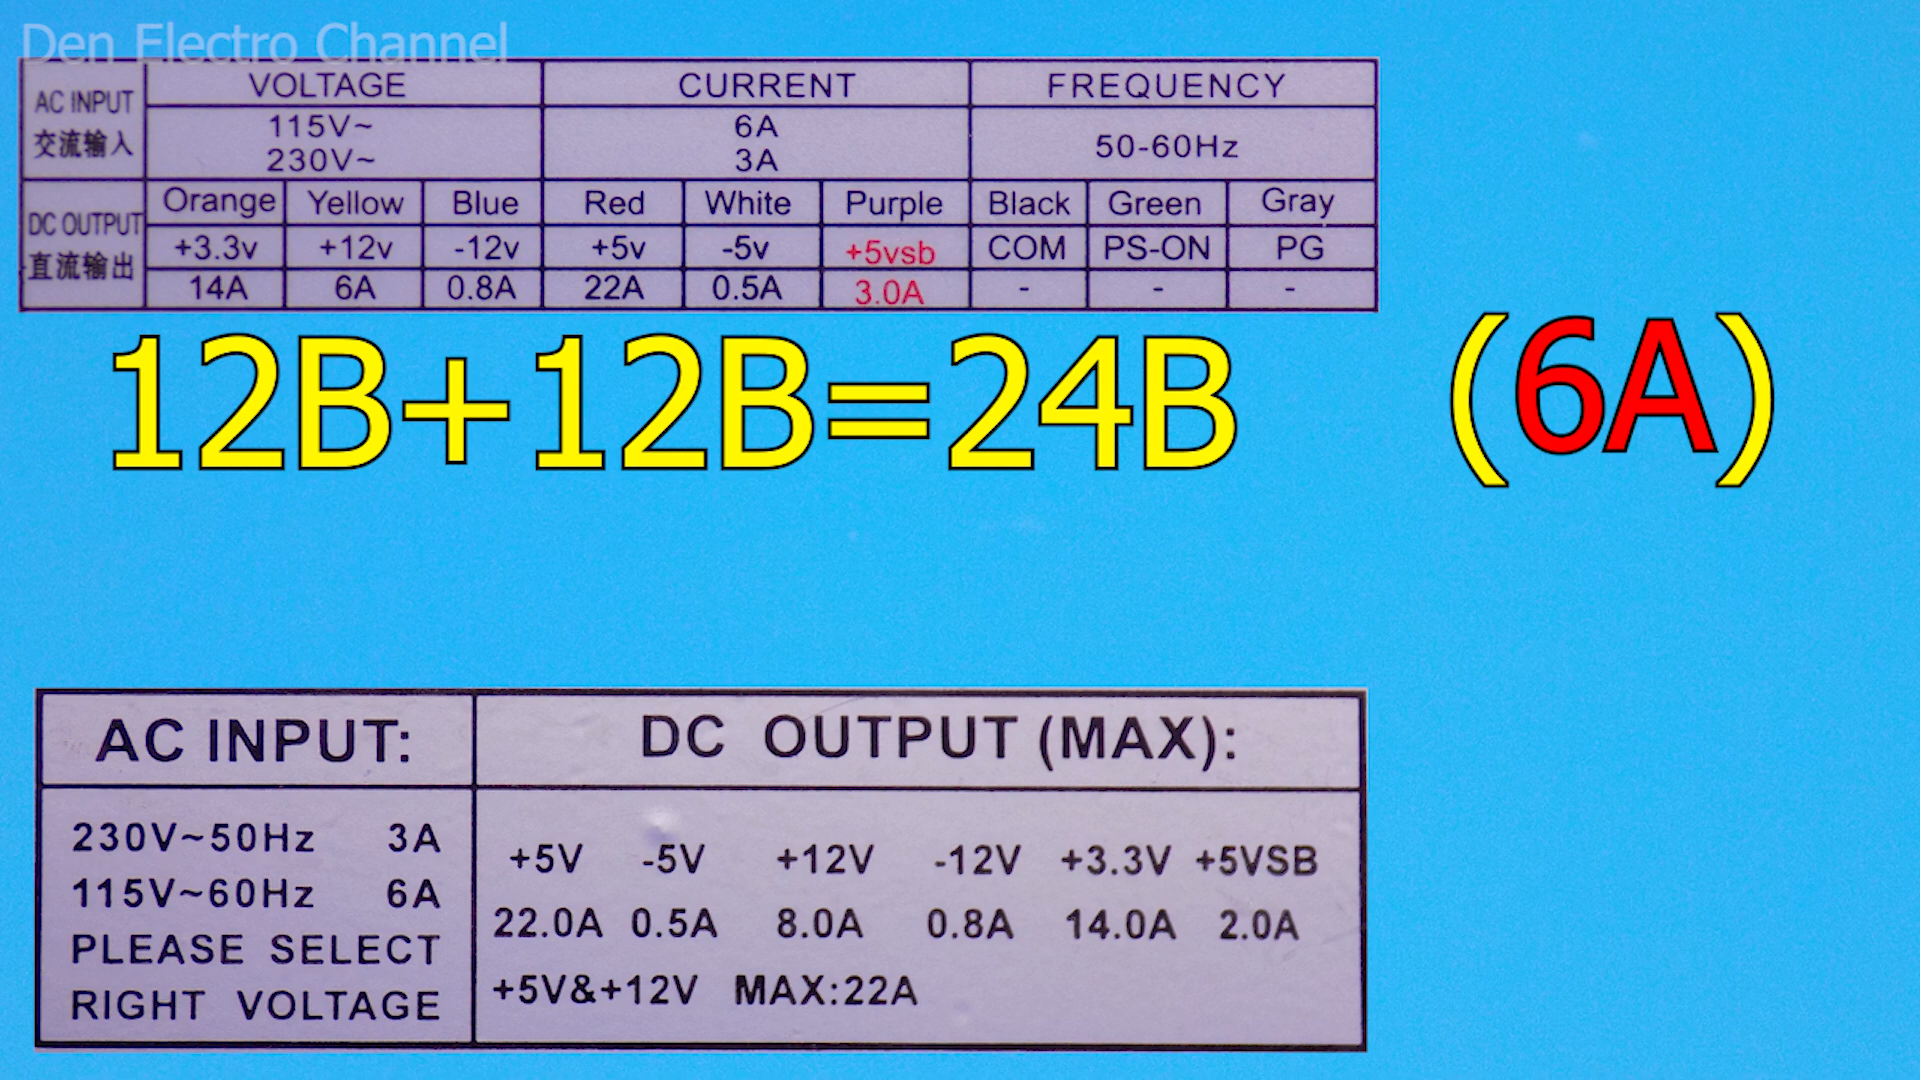 Den Electro Channel
AC INPUT VOLTAGE CURRENT FREQUENCY
交流输入 115V~ 6A 50-60Hz
230V~ 3A
DC OUTPUT Orange Yellow Blue Red White Purple Black Green Gray
直流输出 +3.3v +12v -12v +5v -5v +5vsb COM PS-ON PG
14A 6A 0.8A 22A 0.5A 3.0A - - -
12В+12В=24В (6А)
AC INPUT: DC OUTPUT (MAX):
230V~50Hz 3A
115V~60Hz 6A
PLEASE SELECT
RIGHT VOLTAGE
+5V -5V +12V -12V +3.3V +5VSB
22.0A 0.5A 8.0A 0.8A 14.0A 2.0A
+5V&+12V MAX:22A